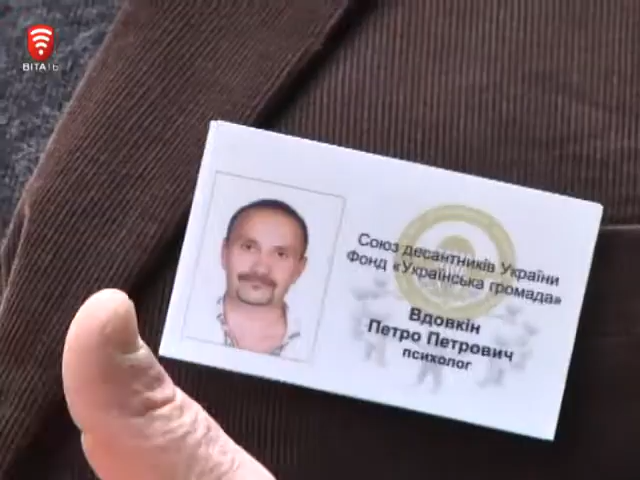 ВІТА
Союз десантників України
Фонд «Українська громада»
Вдовкін
Петро Петрович
психолог